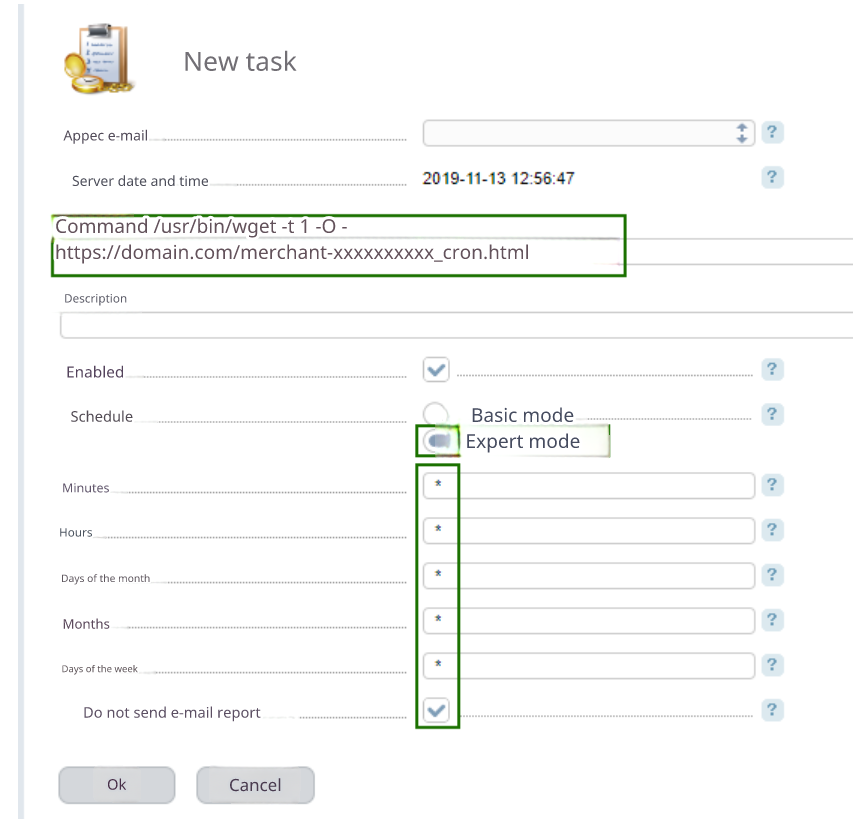 New task
Appec e-mail
?
Server date and time
2019-11-13 12:56:47
?
Command /usr/bin/wget -t 1 -O -
https://domain.com/merchant-xxxxxxxxxx_cron.html
Description
Enabled
?
Schedule
Basic mode
?
Expert mode
Minutes
*
?
Hours
*
?
Days of the month
*
?
Months
*
?
Days of the week
*
?
Do not send e-mail report
?
Ok
Cancel